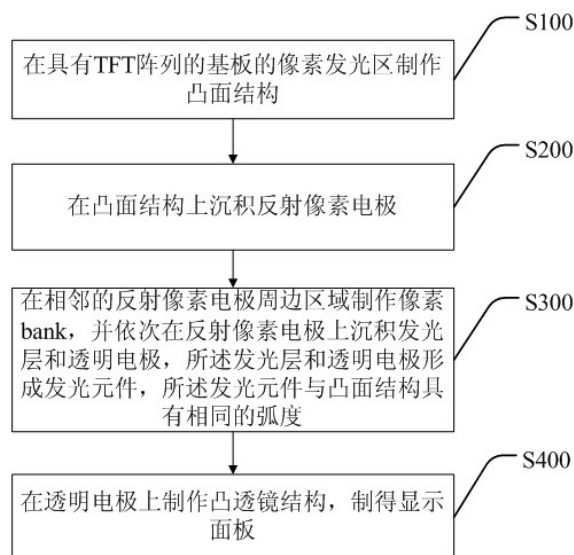 S100
在具有TFT阵列的基板的像素发光区制作
凸面结构
S200
在凸面结构上沉积反射像素电极
S300
在相邻的反射像素电极周边区域制作像素
bank，并依次在反射像素电极上沉积发光
层和透明电极，所述发光层和透明电极形
成发光元件，所述发光元件与凸面结构具
有相同的弧度
S400
在透明电极上制作凸透镜结构，制得显示
面板